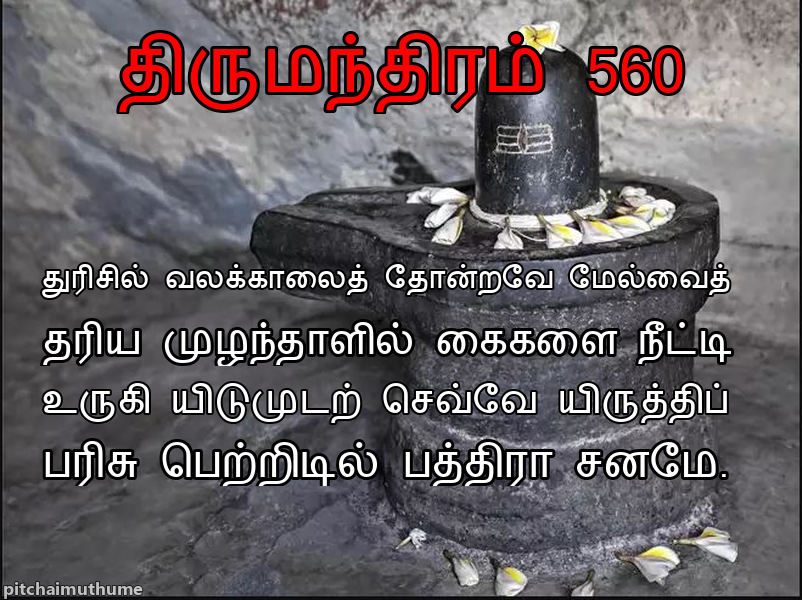 திருமந்திரம் 560
துரிசில் வலக்காலைத் தோன்றவே மேல்வைத்
தரிய முழந்தாளில் கைகளை நீட்டி
உருகி யிடுமுடற் செவ்வே யிருத்திப்
பரிசு பெற்றிடில் பத்திரா சனமே.
pitchaimuthume